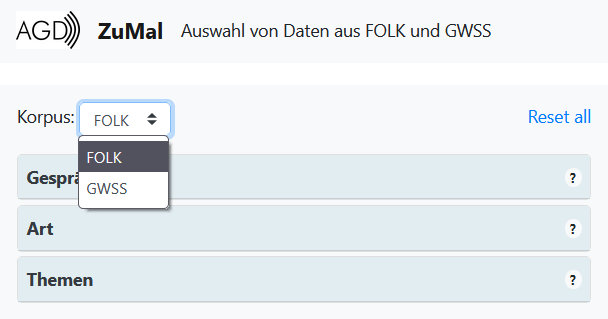 AGD ZuMal Auswahl von Daten aus FOLK und GWSS
Korpus: FOLK Reset all
FOLK
GWSS
Gesprä ?
Art ?
Themen ?